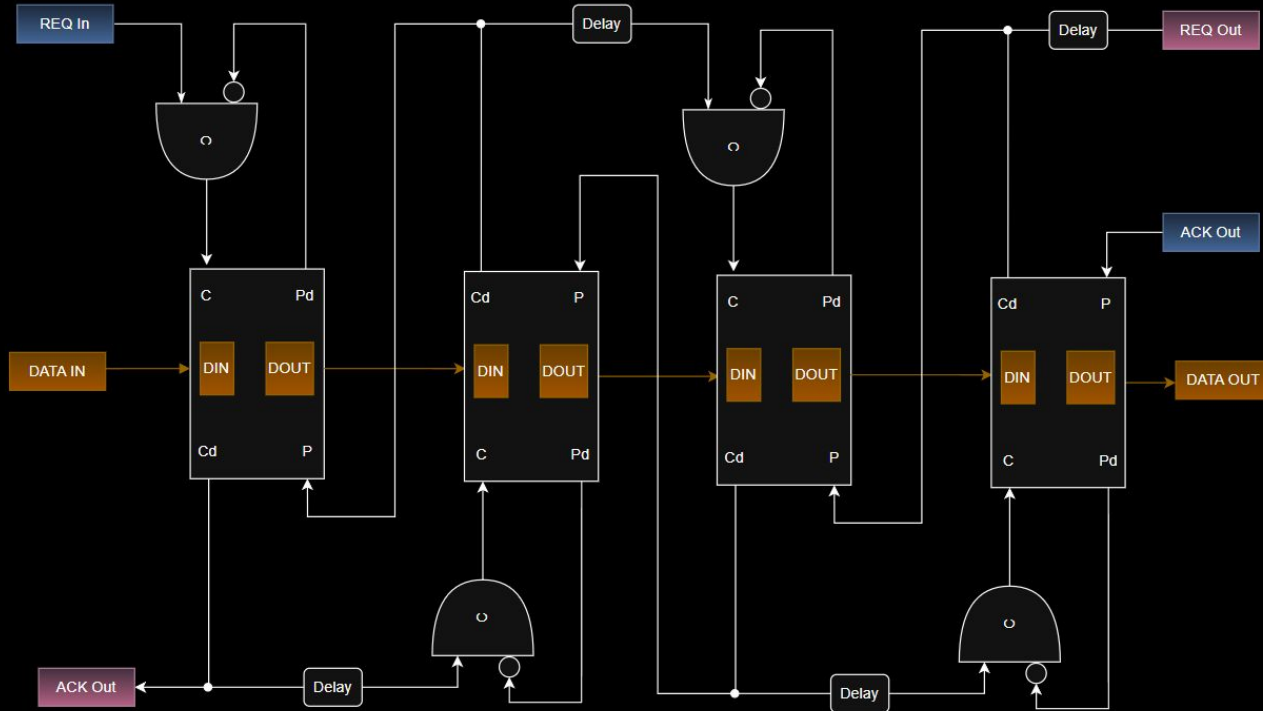 REQ In
Delay
Delay
REQ Out
C
C
ACK Out
C
Pd
Cd
P
C
Pd
Cd
P
DATA IN
DIN
DOUT
DIN
DOUT
DIN
DOUT
DIN
DOUT
DATA OUT
Cd
P
C
Pd
Cd
P
C
Pd
C
C
ACK Out
Delay
Delay